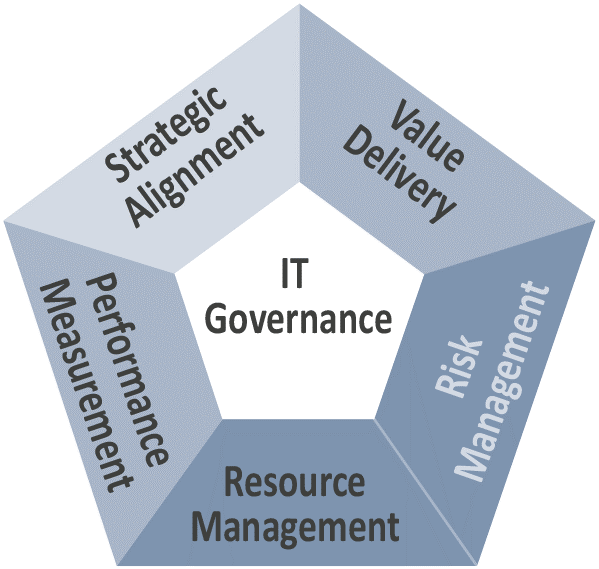 Strategic
Alignment
Value
Delivery
IT
Governance
Performance
Measurement
Risk
Management
Resource
Management